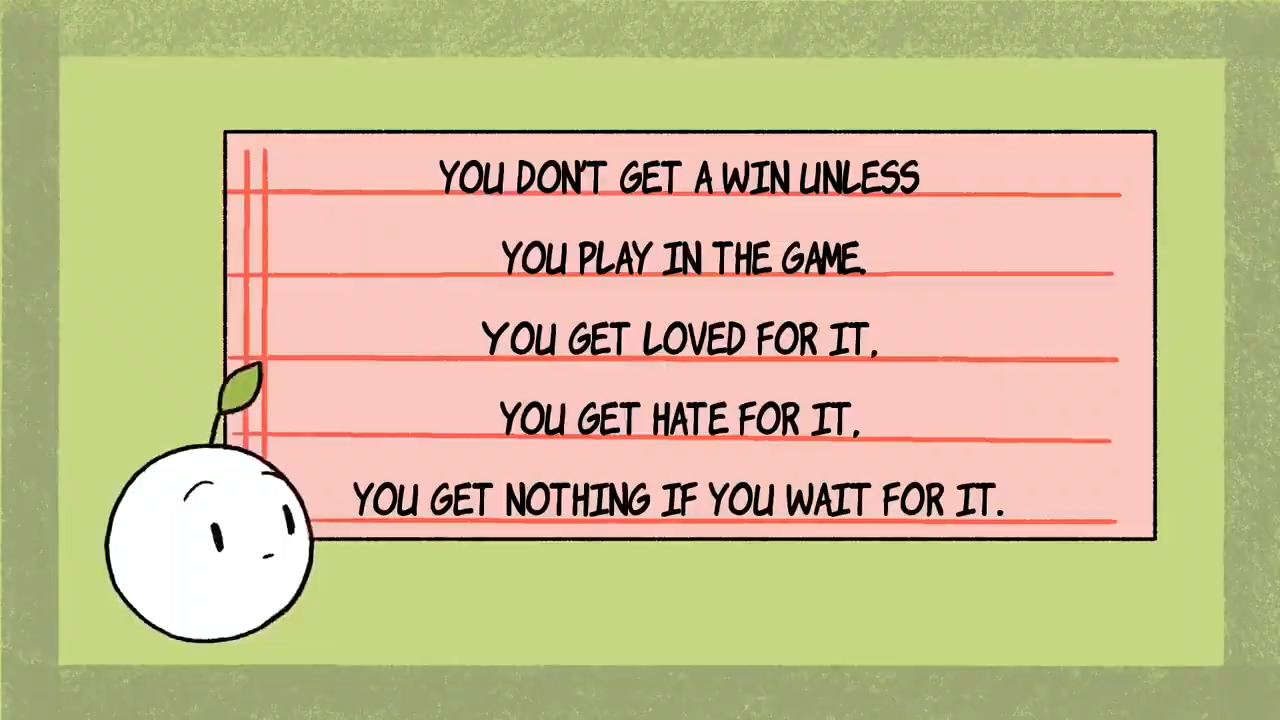 YOU DON'T GET A WIN UNLESS
YOU PLAY IN THE GAME.
YOU GET LOVED FOR IT.
YOU GET HATE FOR IT.
YOU GET NOTHING IF YOU WAIT FOR IT.